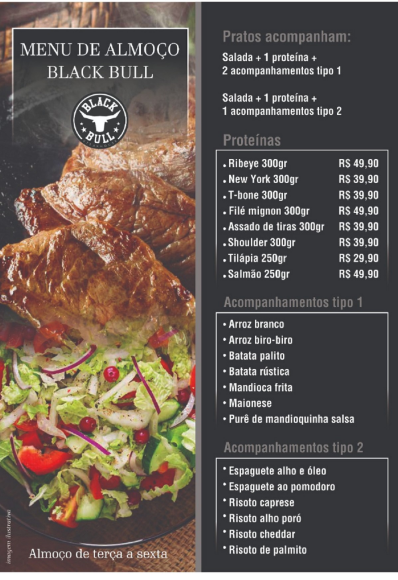 MENU DE ALMOÇO
BLACK BULL
BLACK
BULL
Almoço de terça a sexta
imagem ilustrativa
Pratos acompanham:
Salada + 1 proteína +
2 acompanhamentos tipo 1
Salada + 1 proteína +
1 acompanhamentos tipo 2
Proteínas
• Ribeye 300gr R$ 49,90
• New York 300gr R$ 39,90
• T-bone 300gr R$ 39,90
• Filé mignon 300gr R$ 49,90
• Assado de tiras 300gr R$ 39,90
• Shoulder 300gr R$ 39,90
• Tilápia 250gr R$ 29,90
• Salmão 250gr R$ 49,90
Acompanhamentos tipo 1
• Arroz branco
• Arroz biro-biro
• Batata palito
• Batata rústica
• Mandioca frita
• Maionese
• Purê de mandioquinha salsa
Acompanhamentos tipo 2
• Espaguete alho e óleo
• Espaguete ao pomodoro
• Risoto caprese
• Risoto alho poró
• Risoto cheddar
• Risoto de palmito